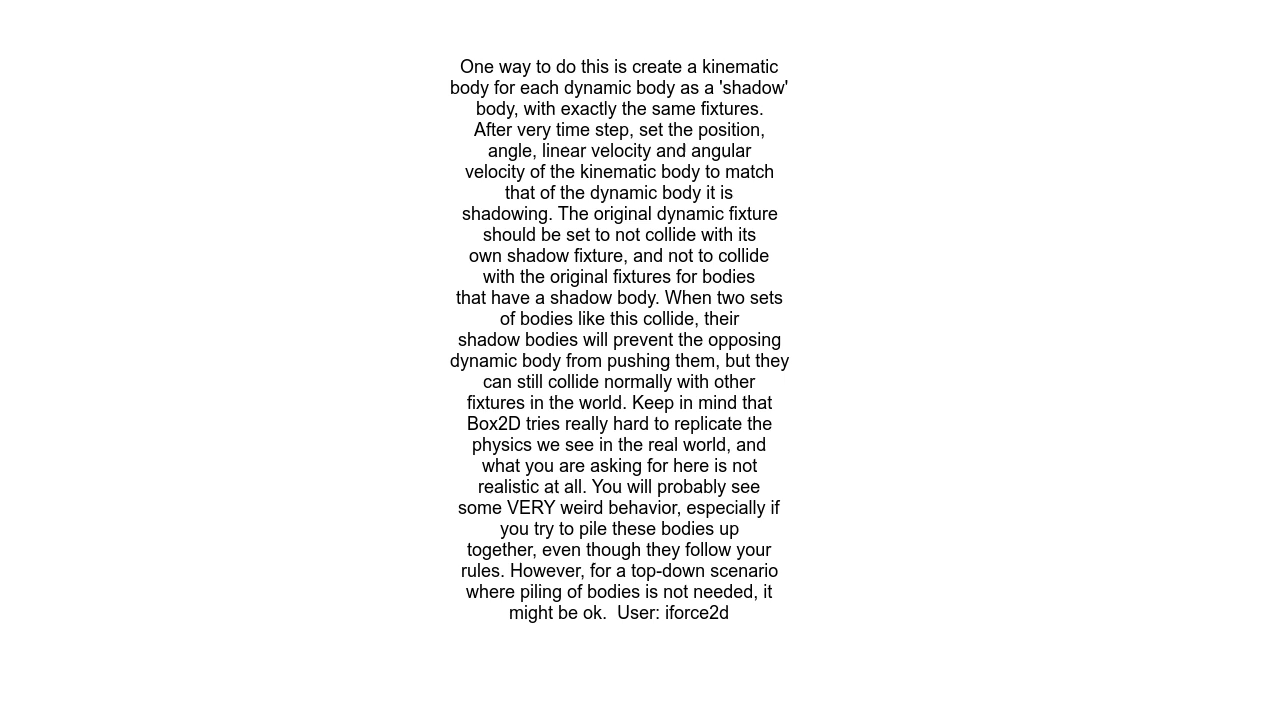 One way to do this is create a kinematic
body for each dynamic body as a 'shadow'
body, with exactly the same fixtures.
After very time step, set the position,
angle, linear velocity and angular
velocity of the kinematic body to match
that of the dynamic body it is
shadowing. The original dynamic fixture
should be set to not collide with its
own shadow fixture, and not to collide
with the original fixtures for bodies
that have a shadow body. When two sets
of bodies like this collide, their
shadow bodies will prevent the opposing
dynamic body from pushing them, but they
can still collide normally with other
fixtures in the world. Keep in mind that
Box2D tries really hard to replicate the
physics we see in the real world, and
what you are asking for here is not
realistic at all. You will probably see
some VERY weird behavior, especially if
you try to pile these bodies up
together, even though they follow your
rules. However, for a top-down scenario
where piling of bodies is not needed, it
might be ok.  User: iforce2d